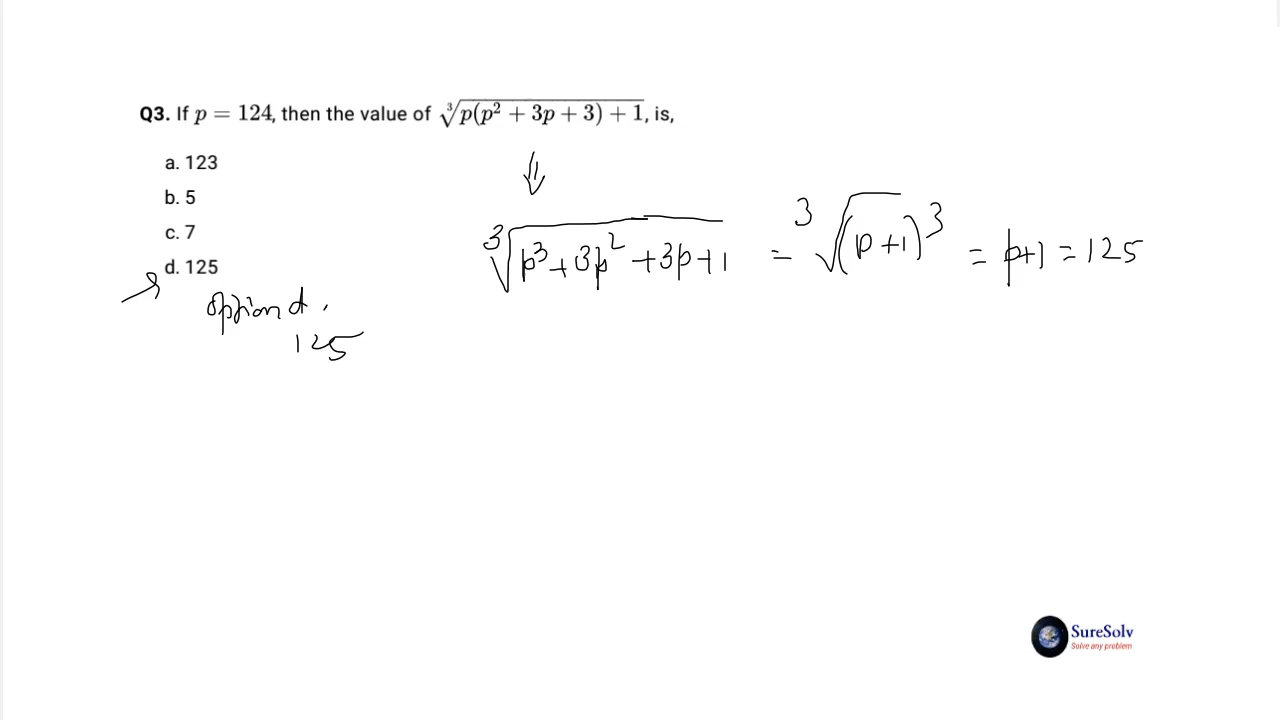 Q3. If p = 124, then the value of ∛(p(p² + 3p + 3) + 1), is,
a. 123
b. 5
c. 7
d. 125
∛(p³ + 3p² + 3p + 1) = ∛((p + 1)³) = p+1 = 125
option d.
125
SureSolv
Solve any problem